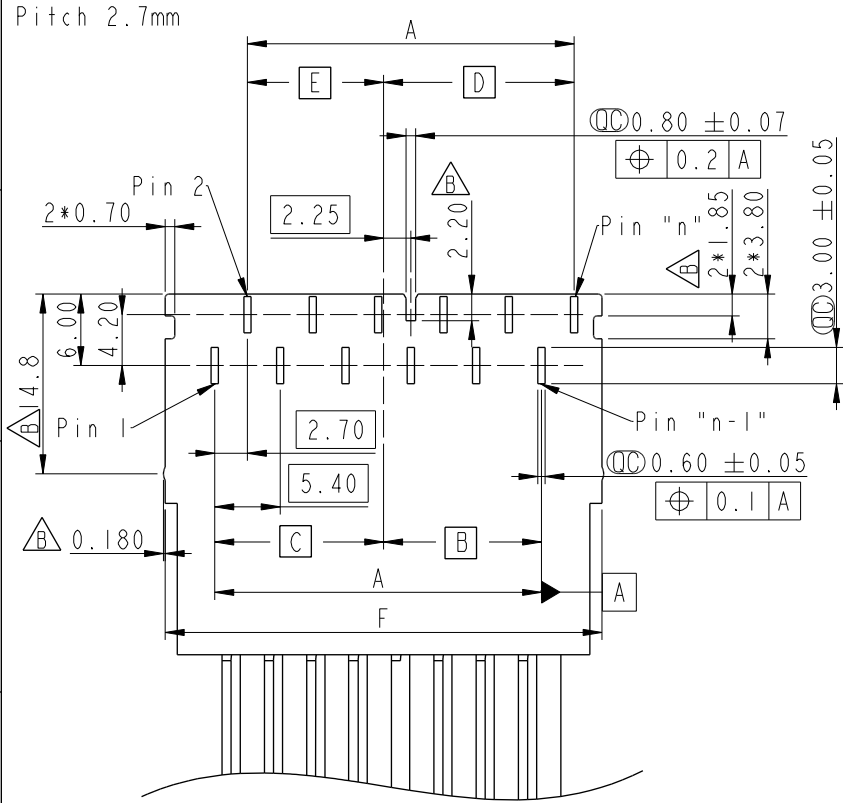 Pitch 2.7mm
A
E
D
QC 0.80 ±0.07
⌖ 0.2 A
Pin 2
B
2*0.70
2.25
2.20
Pin "n"
B
2*1.85
2*3.80
QC 3.00 ±0.05
6.00
4.20
B 14.8
Pin 1
Pin "n-1"
2.70
QC 0.60 ±0.05
5.40
⌖ 0.1 A
B 0.180
C
B
A
A
F